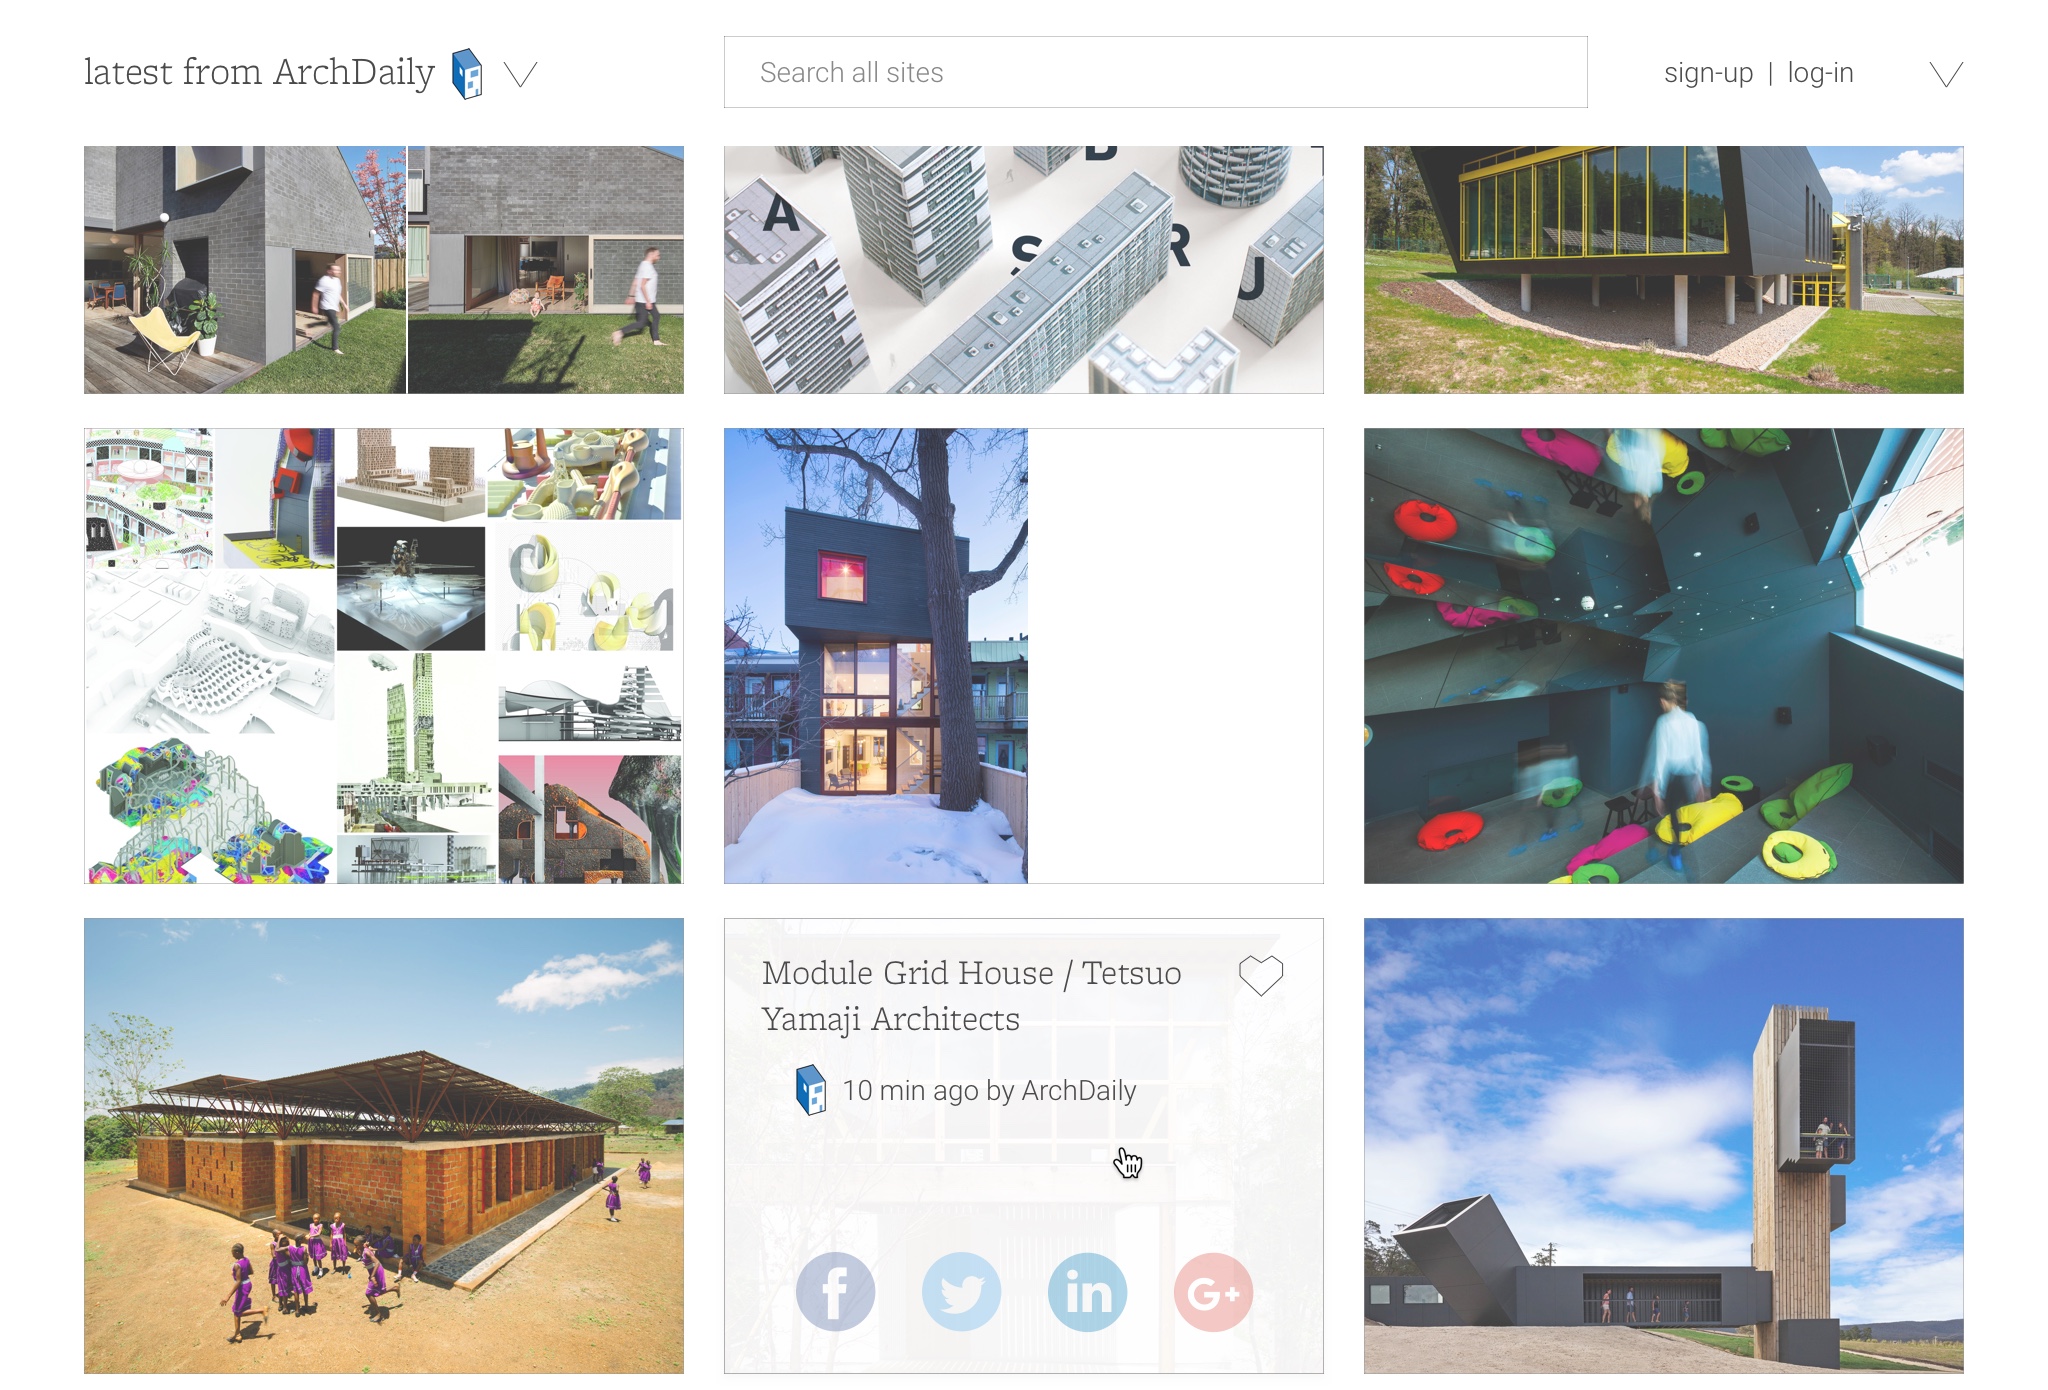 latest from ArchDaily
Search all sites
sign-up | log-in
A
B
S
R
U
Module Grid House / Tetsuo
Yamaji Architects
10 min ago by ArchDaily
f
in
G+